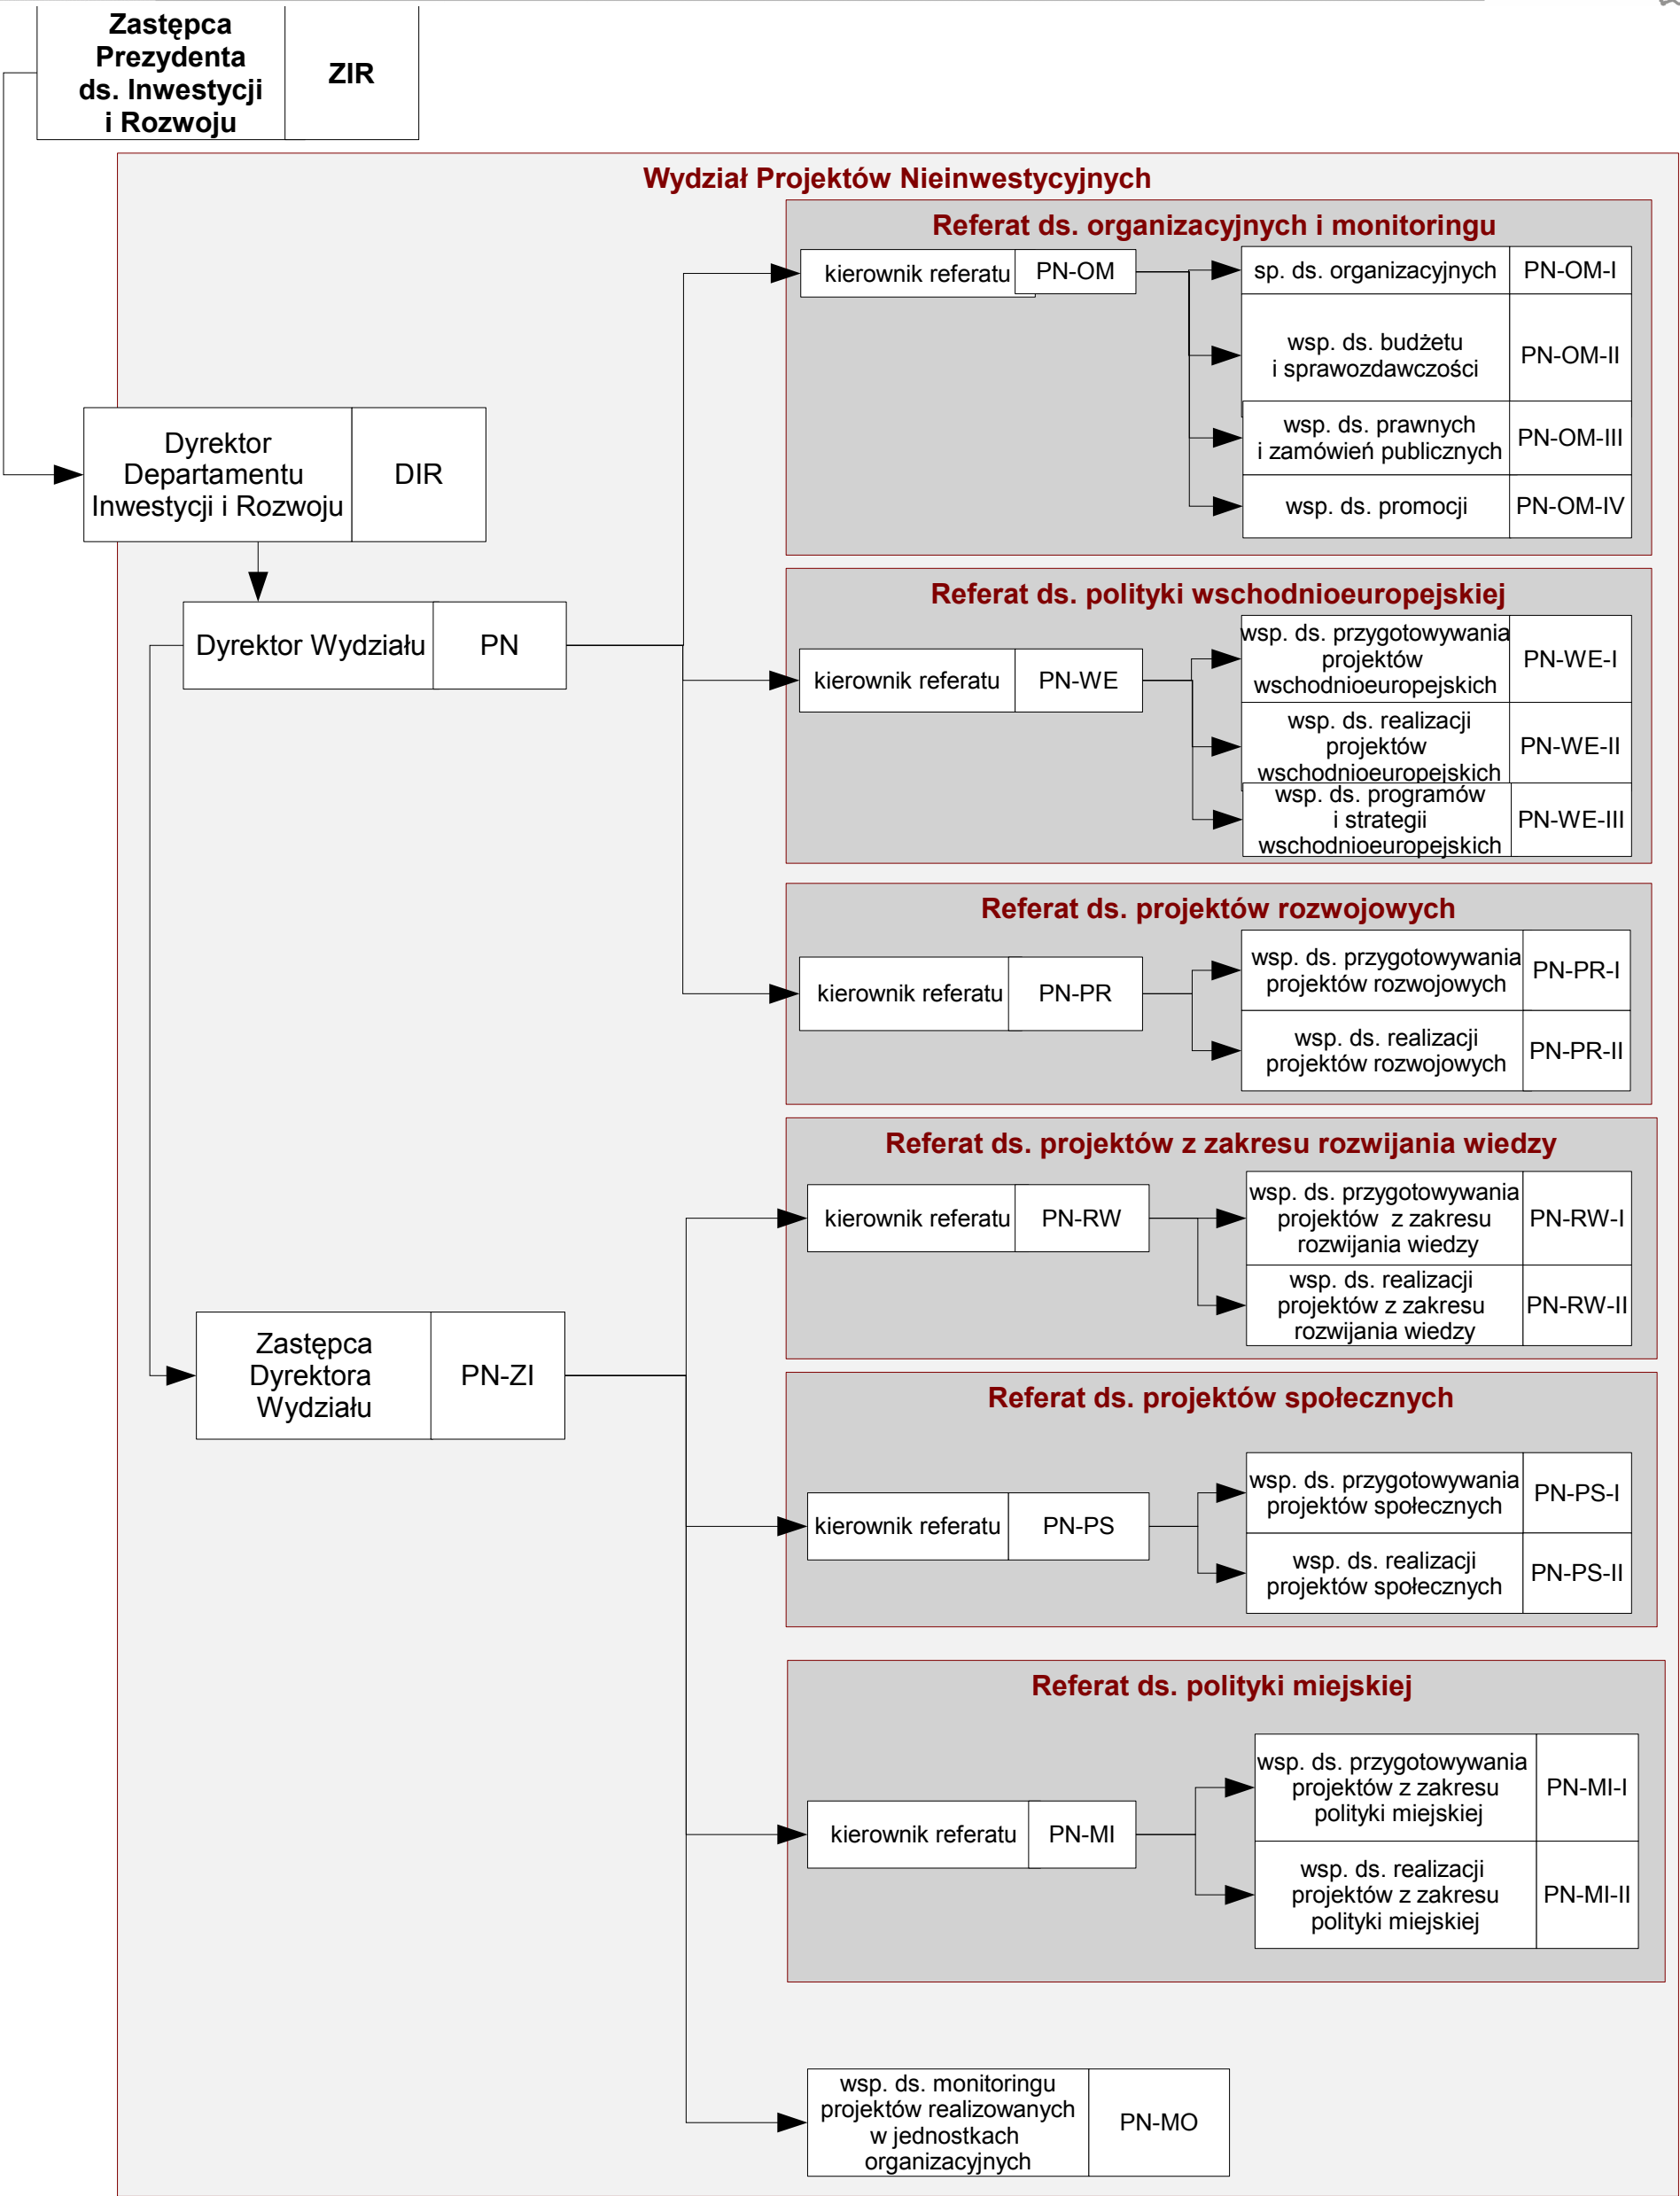 Zastępca
Prezydenta
ds. Inwestycji
i Rozwoju
ZIR
Wydział Projektów Nieinwestycyjnych
Referat ds. organizacyjnych i monitoringu
kierownik referatu
PN-OM
sp. ds. organizacyjnych
PN-OM-I
wsp. ds. budżetu
i sprawozdawczości
PN-OM-II
wsp. ds. prawnych
i zamówień publicznych
PN-OM-III
wsp. ds. promocji
PN-OM-IV
Dyrektor
Departamentu
Inwestycji i Rozwoju
DIR
Dyrektor Wydziału
PN
Referat ds. polityki wschodnioeuropejskiej
kierownik referatu
PN-WE
wsp. ds. przygotowywania
projektów
wschodnioeuropejskich
PN-WE-I
wsp. ds. realizacji
projektów
wschodnioeuropejskich
PN-WE-II
wsp. ds. programów
i strategii
wschodnioeuropejskich
PN-WE-III
Referat ds. projektów rozwojowych
kierownik referatu
PN-PR
wsp. ds. przygotowywania
projektów rozwojowych
PN-PR-I
wsp. ds. realizacji
projektów rozwojowych
PN-PR-II
Referat ds. projektów z zakresu rozwijania wiedzy
kierownik referatu
PN-RW
wsp. ds. przygotowywania
projektów z zakresu
rozwijania wiedzy
PN-RW-I
wsp. ds. realizacji
projektów z zakresu
rozwijania wiedzy
PN-RW-II
Zastępca
Dyrektora
Wydziału
PN-ZI
Referat ds. projektów społecznych
kierownik referatu
PN-PS
wsp. ds. przygotowywania
projektów społecznych
PN-PS-I
wsp. ds. realizacji
projektów społecznych
PN-PS-II
Referat ds. polityki miejskiej
kierownik referatu
PN-MI
wsp. ds. przygotowywania
projektów z zakresu
polityki miejskiej
PN-MI-I
wsp. ds. realizacji
projektów z zakresu
polityki miejskiej
PN-MI-II
wsp. ds. monitoringu
projektów realizowanych
w jednostkach
organizacyjnych
PN-MO